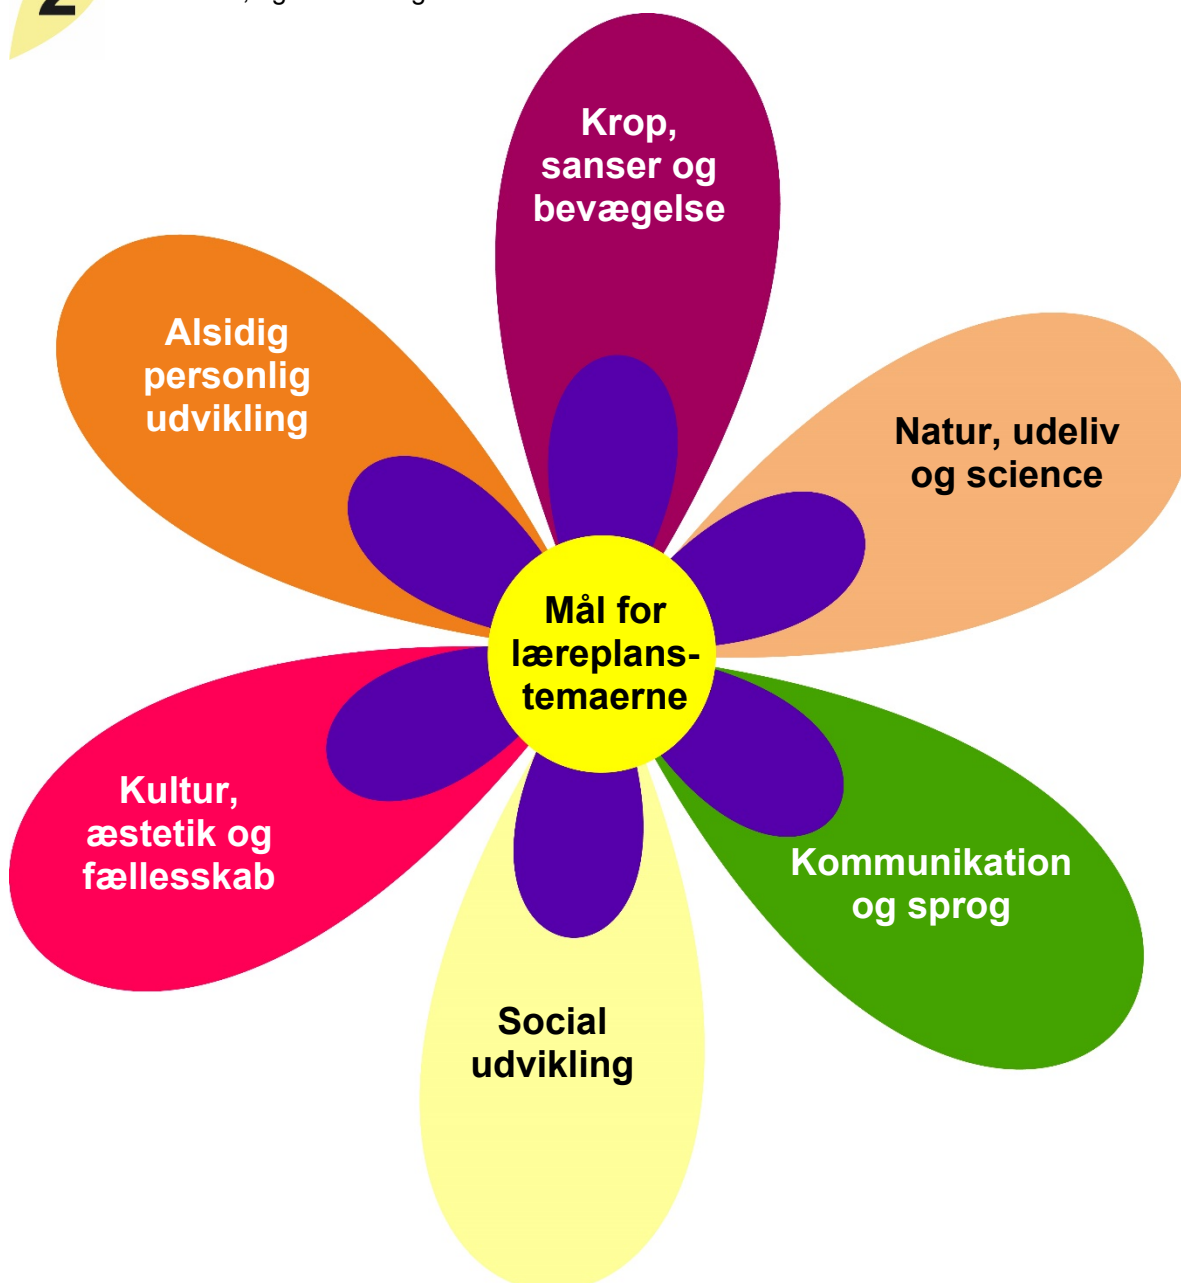 2
Krop,
sanser og
bevægelse
Alsidig
personlig
udvikling
Natur, udeliv
og science
Mål for
læreplans-
temaerne
Kultur,
æstetik og
fællesskab
Kommunikation
og sprog
Social
udvikling